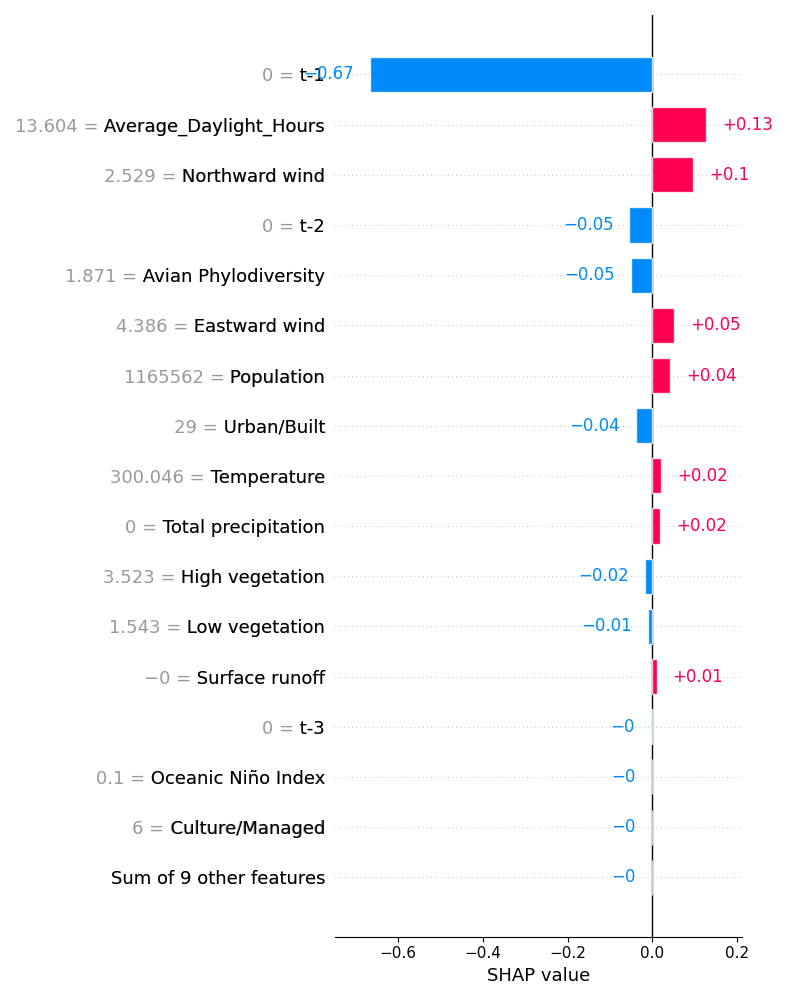 0 = t-1 −0.67
13.604 = Average_Daylight_Hours +0.13
2.529 = Northward wind +0.1
0 = t-2 −0.05
1.871 = Avian Phylodiversity −0.05
4.386 = Eastward wind +0.05
1165562 = Population +0.04
29 = Urban/Built −0.04
300.046 = Temperature +0.02
0 = Total precipitation +0.02
3.523 = High vegetation −0.02
1.543 = Low vegetation −0.01
−0 = Surface runoff +0.01
0 = t-3 −0
0.1 = Oceanic Niño Index −0
6 = Culture/Managed −0
Sum of 9 other features −0
−0.6 −0.4 −0.2 0.0 0.2
SHAP value